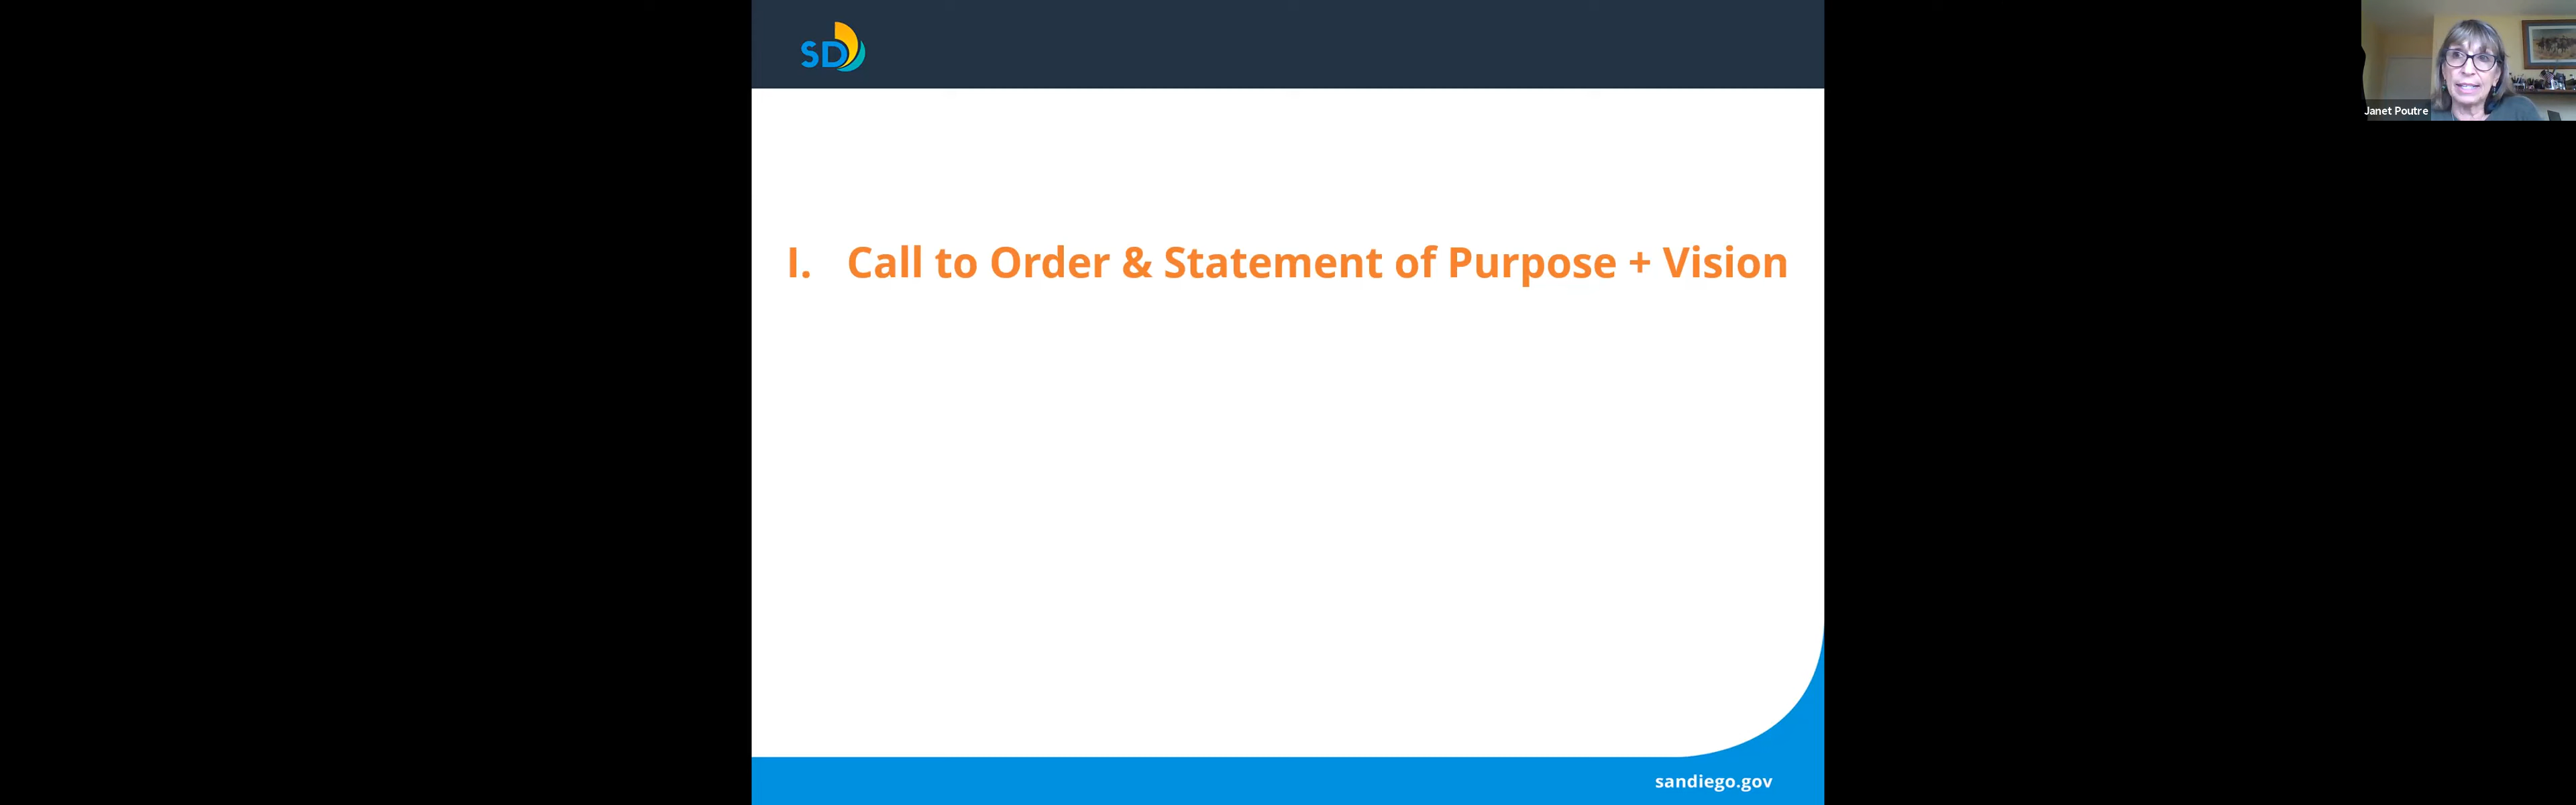 SD
Janet Poutre
I. Call to Order & Statement of Purpose + Vision
sandiego.gov